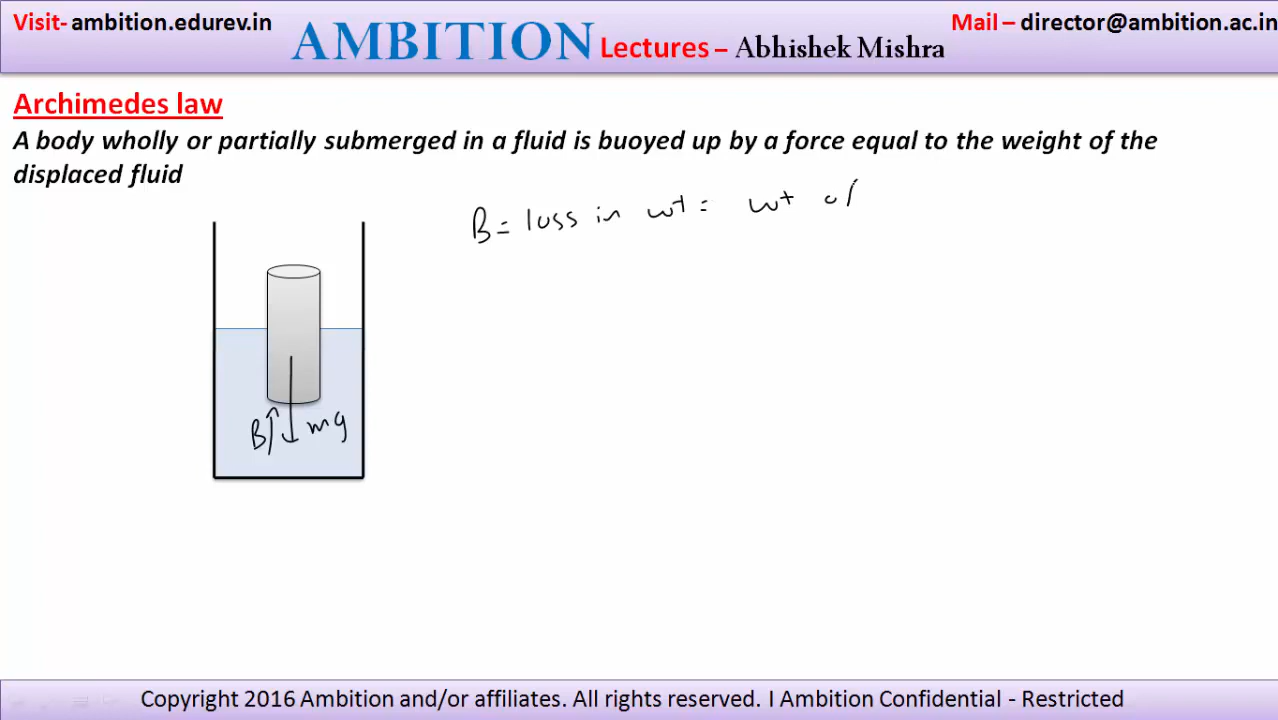 Visit- ambition.edurev.in
AMBITION Lectures – Abhishek Mishra
Mail – director@ambition.ac.in
Archimedes law
A body wholly or partially submerged in a fluid is buoyed up by a force equal to the weight of the
displaced fluid
B = loss in wt = wt of
B mg
Copyright 2016 Ambition and/or affiliates. All rights reserved. I Ambition Confidential - Restricted